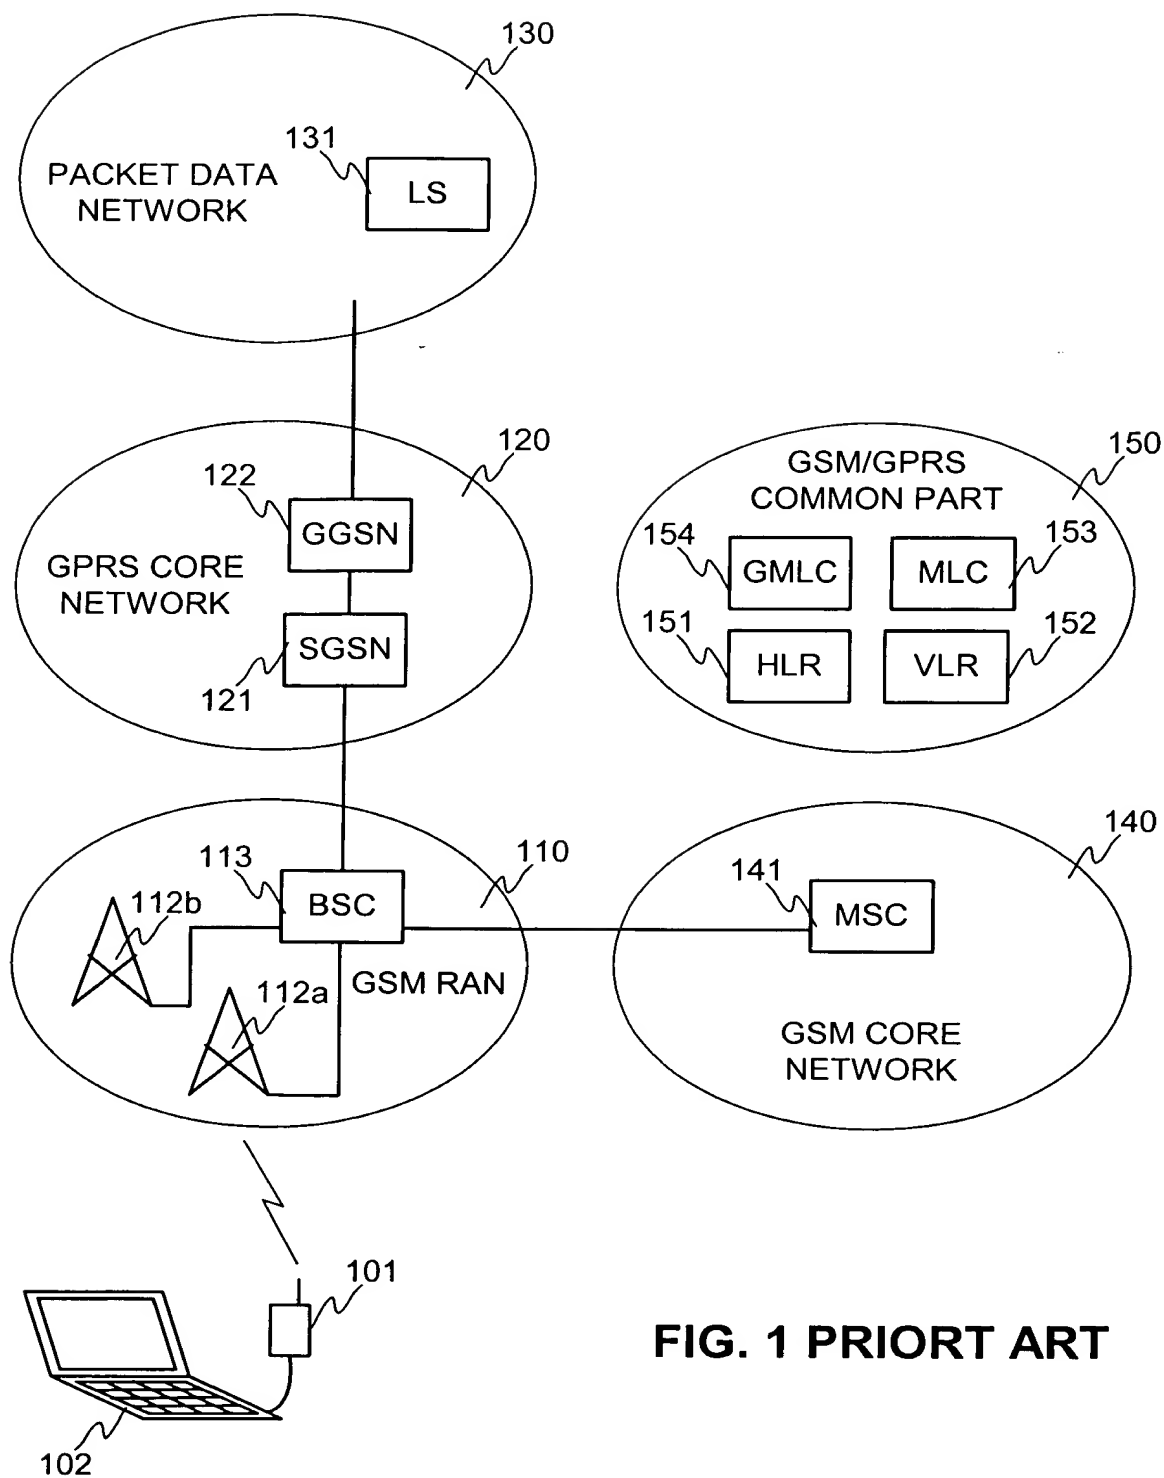 130
131
PACKET DATA
NETWORK
LS
120
122
GGSN
GPRS CORE
NETWORK
SGSN
121
150
GSM/GPRS
COMMON PART
154
GMLC
MLC
153
151
HLR
VLR
152
113
BSC
110
112b
112a
GSM RAN
140
141
MSC
GSM CORE
NETWORK
101
102
FIG. 1 PRIORT ART